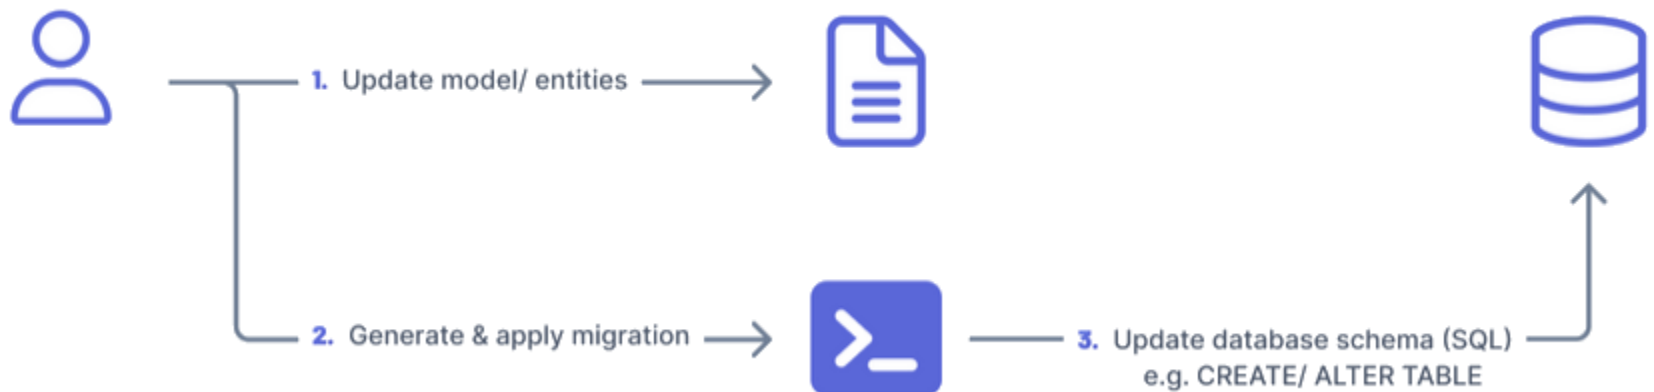 1. Update model/ entities
2. Generate & apply migration
3. Update database schema (SQL)
e.g. CREATE/ ALTER TABLE